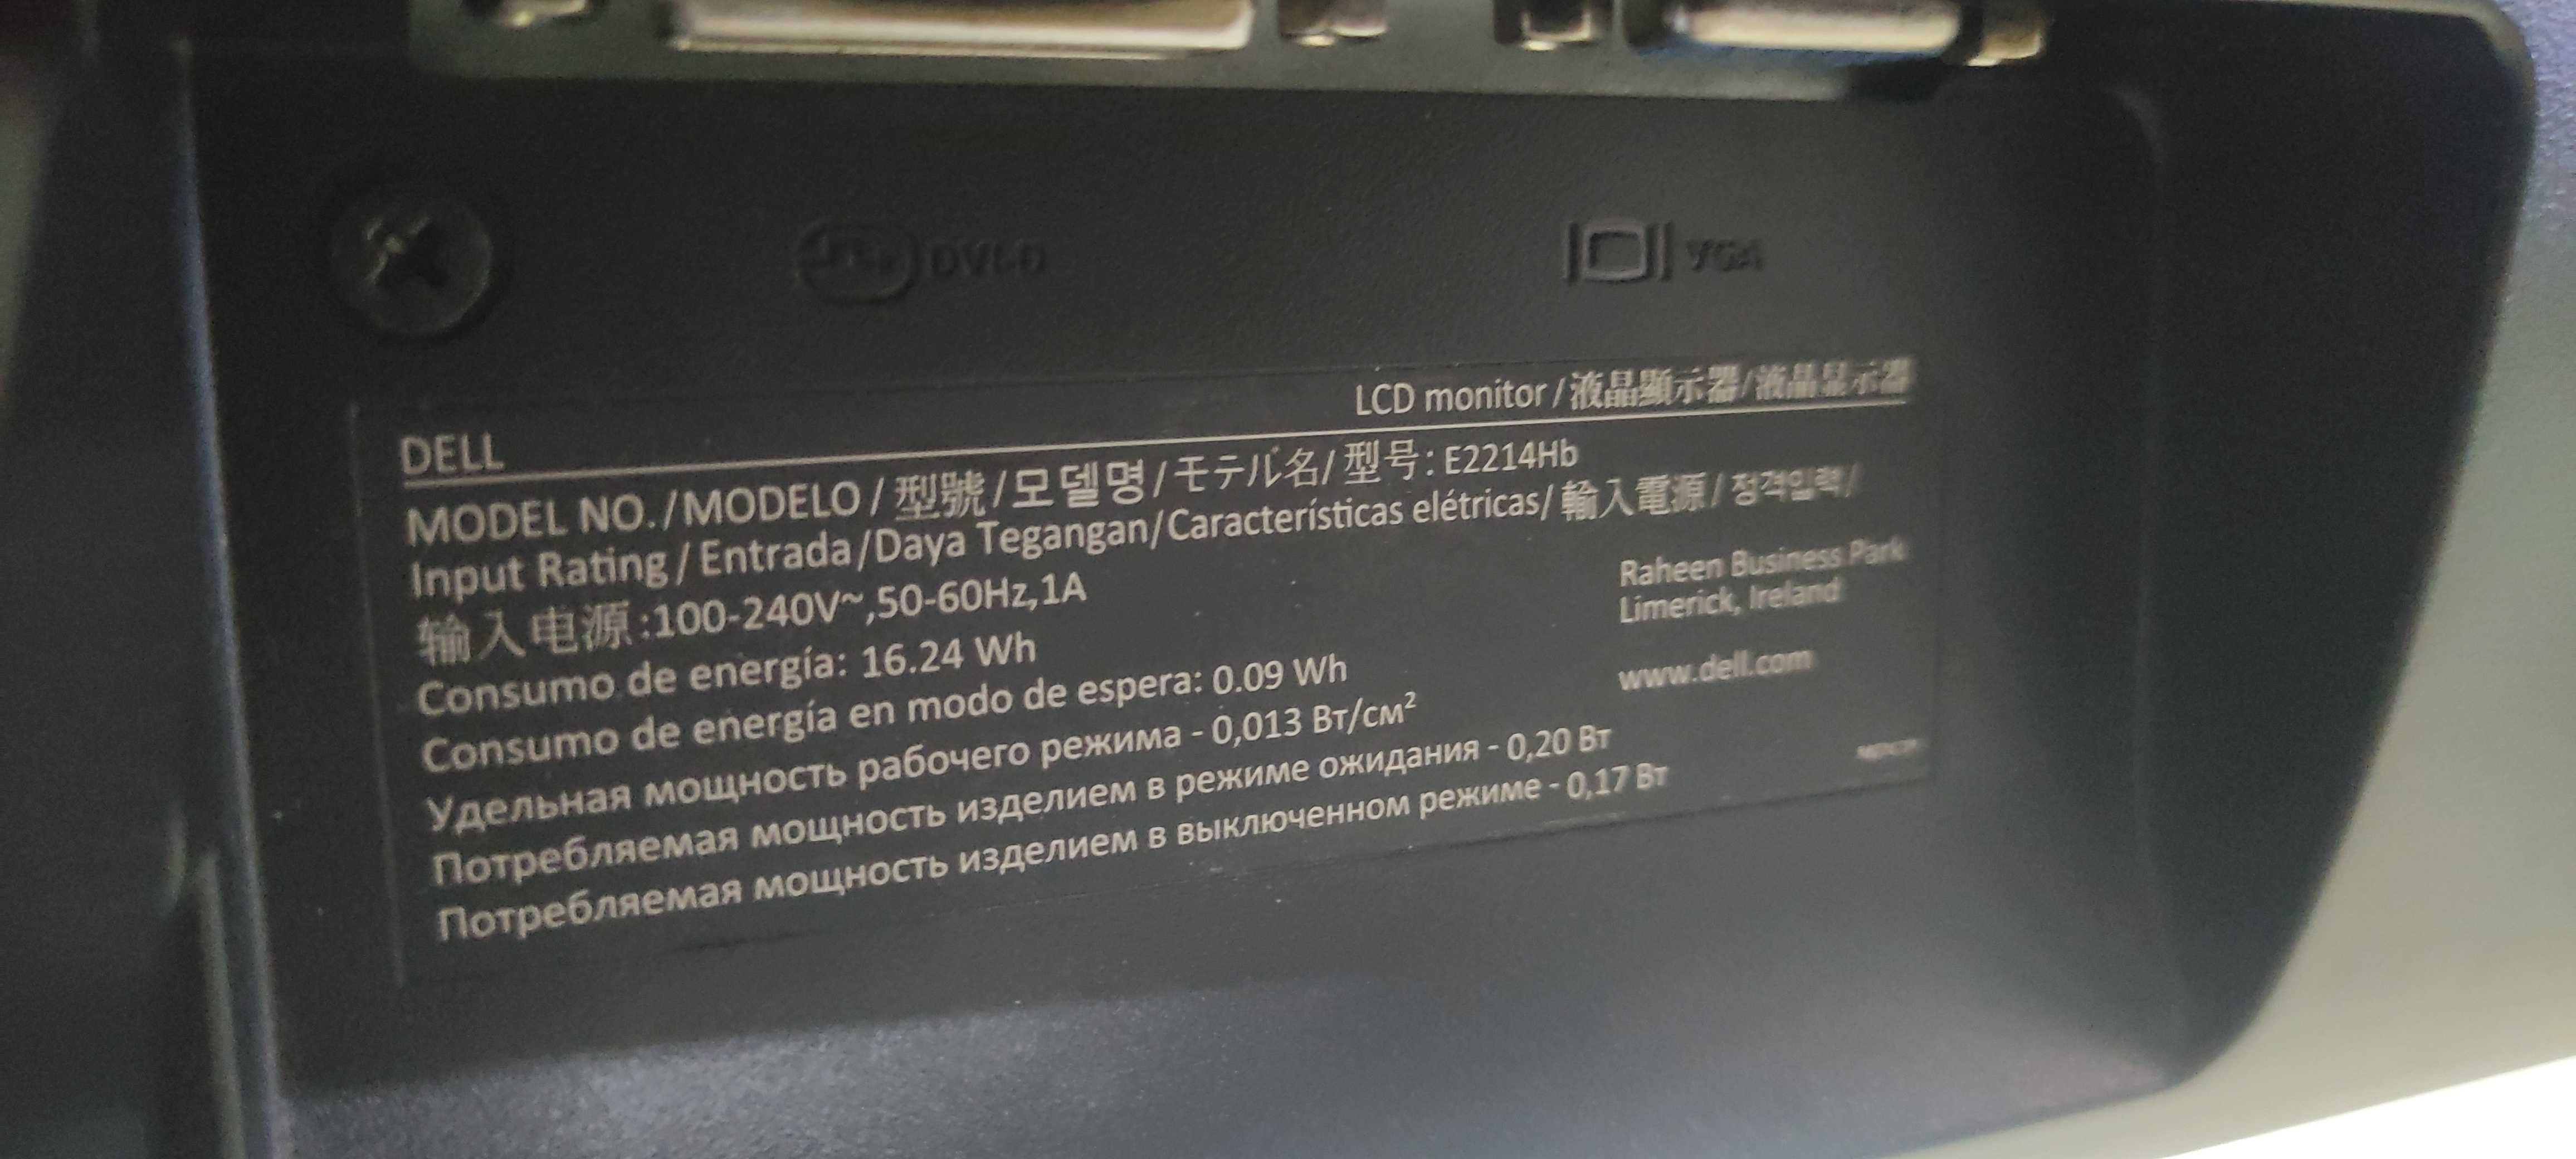 DVI-D
VGA
LCD monitor/液晶顯示器/液晶显示器
DELL
MODEL NO./MODELO/型號/모델명/モデル名/型号: E2214Hb
Input Rating/Entrada/Daya Tegangan/Características elétricas/輸入電源/정격입력/
输入电源:100-240V~,50-60Hz,1A
Consumo de energía: 16.24 Wh
Consumo de energía en modo de espera: 0.09 Wh
Удельная мощность рабочего режима - 0,013 Вт/см²
Потребляемая мощность изделием в режиме ожидания - 0,20 Вт
Потребляемая мощность изделием в выключенном режиме - 0,17 Вт
Raheen Business Park
Limerick, Ireland
www.dell.com